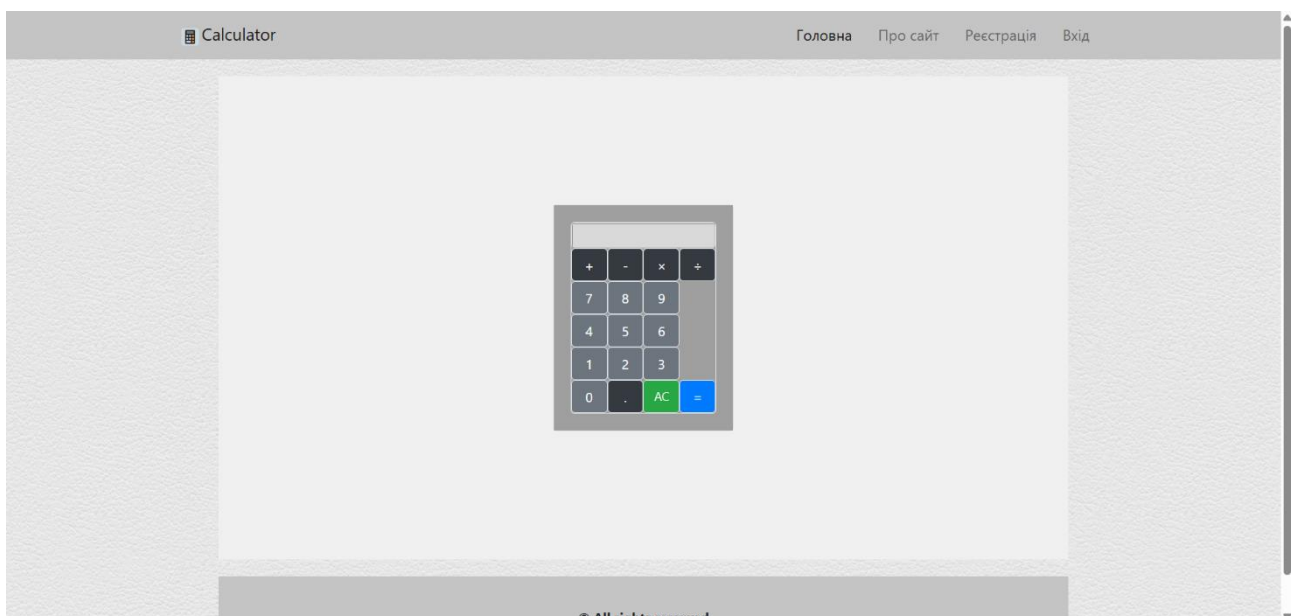 Calculator
Головна Про сайт Реєстрація Вхід
+ - × ÷
7 8 9
4 5 6
1 2 3
0 . AC =